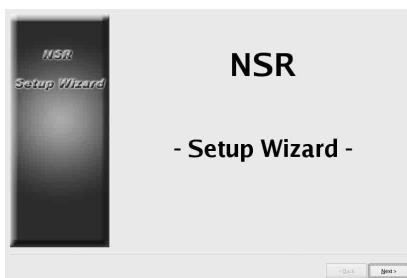 NSR
Setup Wizard
NSR
- Setup Wizard -
< Back
Next >